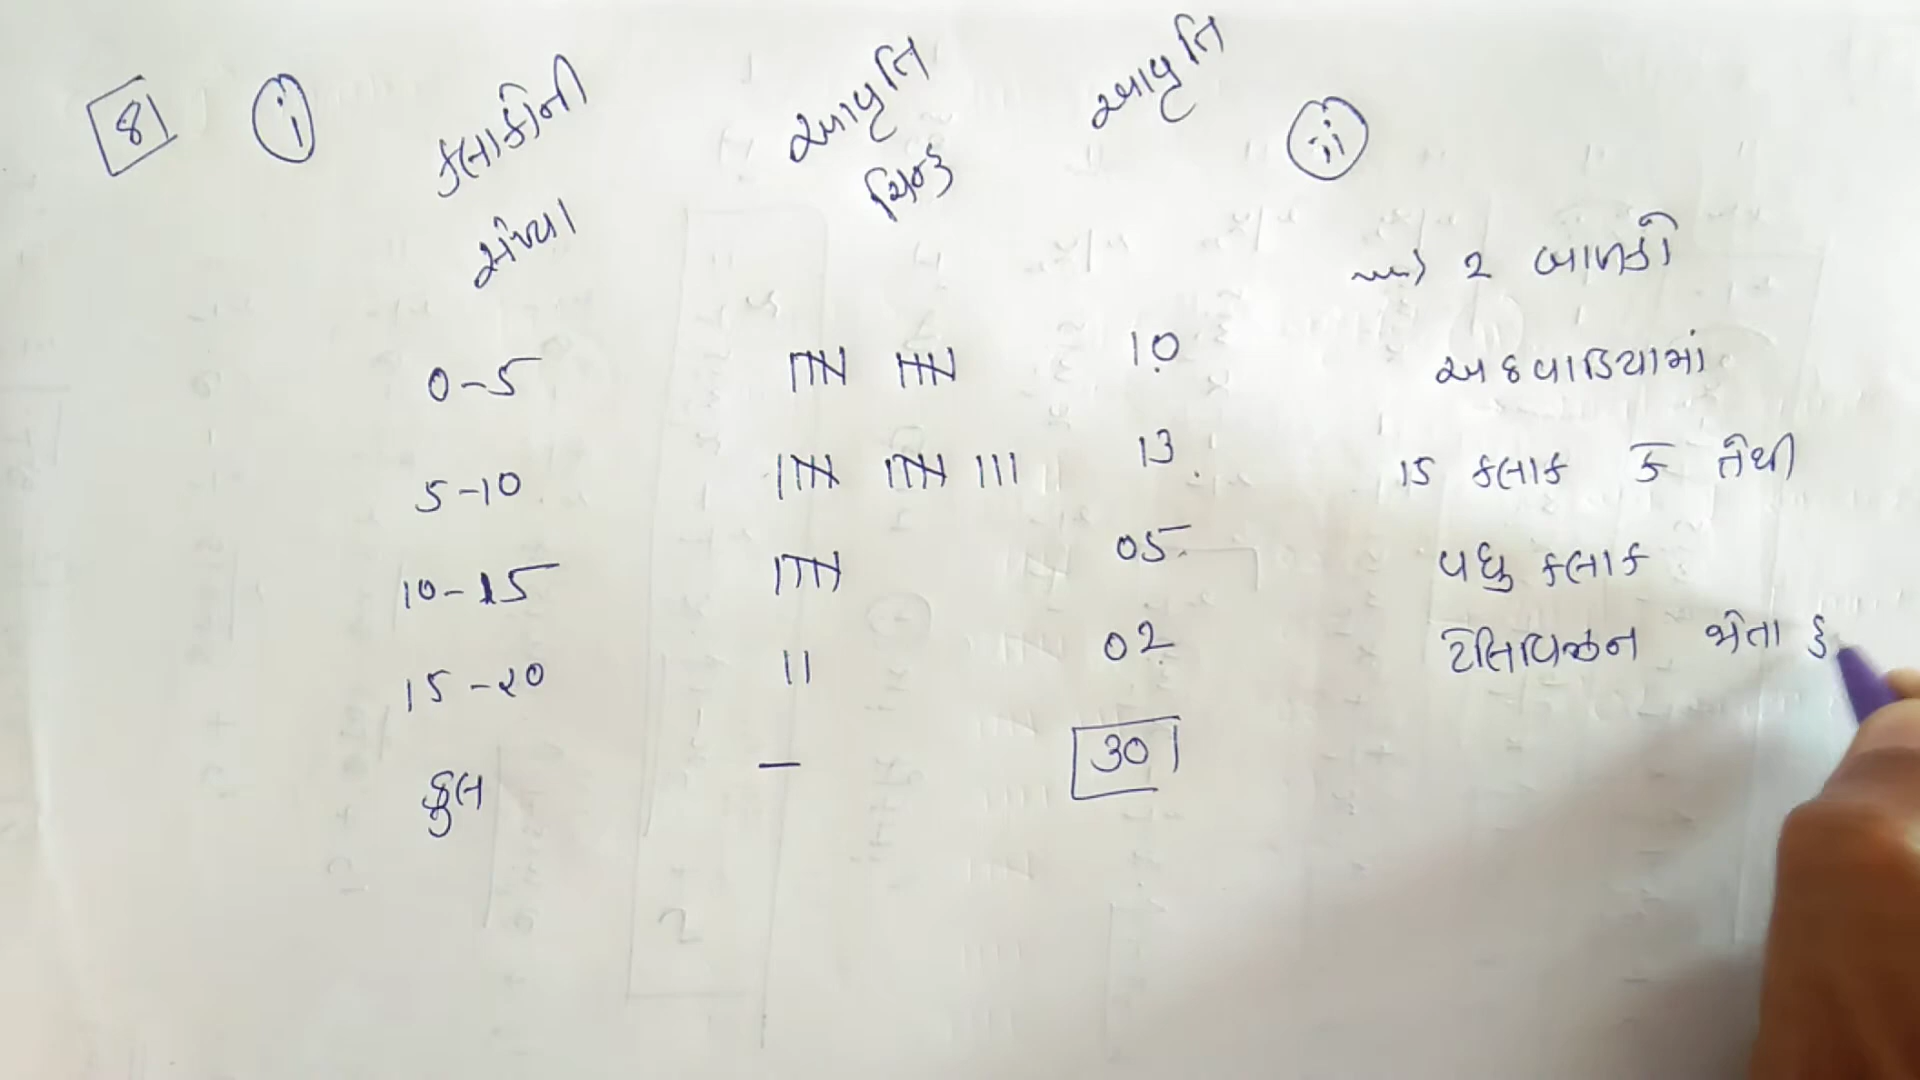 8 i કલાકોની આવૃત્તિ આવૃત્તિ ii
સંખ્યા ચિન્હ
0-5 |||| |||| 10
5-10 |||| |||| ||| 13
10-15 |||| 05
15-20 || 02
કુલ — 30
→ 2 બાળકો
અઠવાડિયામાં
15 કલાક કે તેથી
વધુ કલાક
ટેલિવિઝન જોતા હ